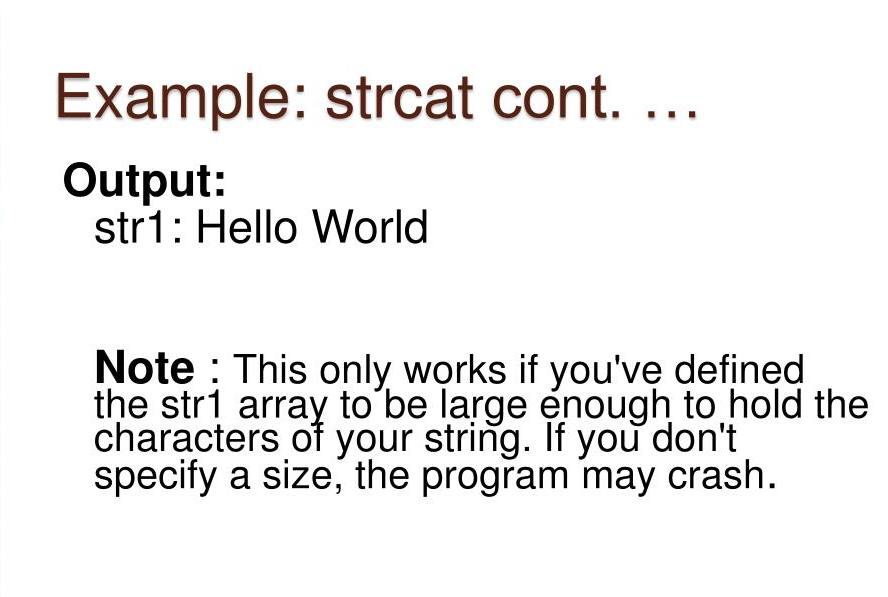 Example: strcat cont. …
Output:
str1: Hello World
Note : This only works if you've defined
the str1 array to be large enough to hold the
characters of your string. If you don't
specify a size, the program may crash.